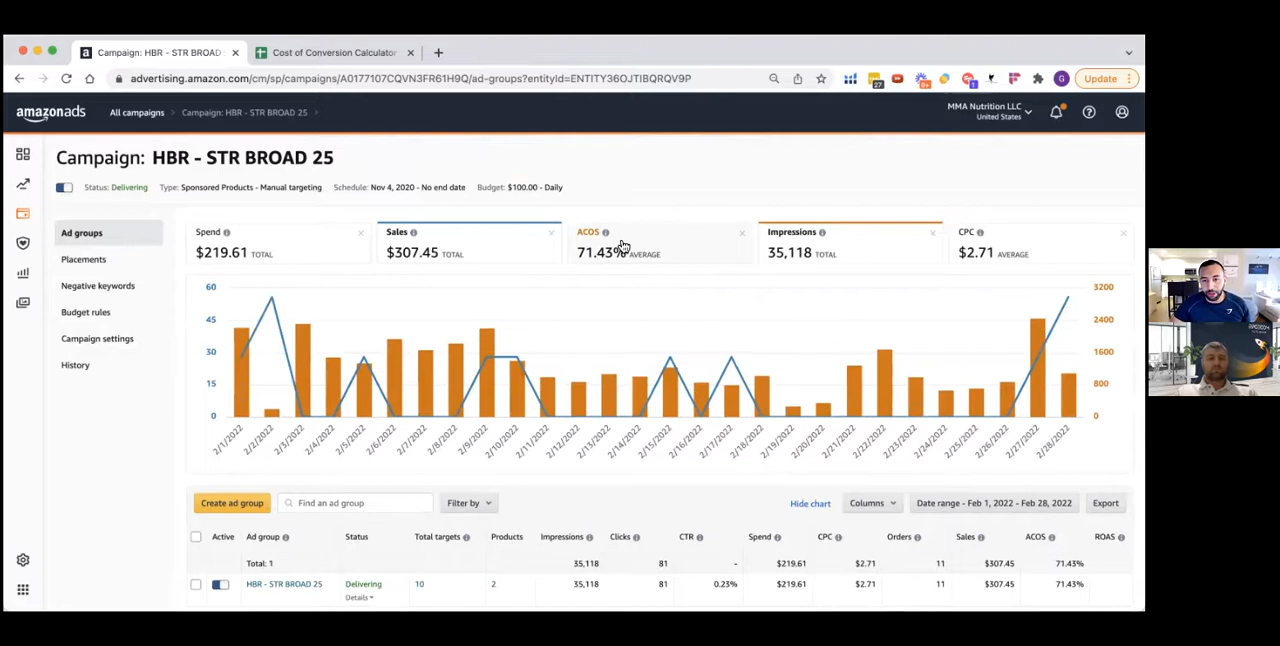 Campaign: HBR - STR BROAD
Cost of Conversion Calculator
advertising.amazon.com/cm/sp/campaigns/A0177107CQVN3FR61H9Q/ad-groups?entityId=ENTITY36OJTIBQRQV9P
27
9+
1
G
Update
amazonads
All campaigns
Campaign: HBR - STR BROAD 25
MMA Nutrition LLC
United States
Campaign: HBR - STR BROAD 25
Status: Delivering Type: Sponsored Products - Manual targeting Schedule: Nov 4, 2020 - No end date Budget: $100.00 - Daily
Ad groups
Placements
Negative keywords
Budget rules
Campaign settings
History
Spend
$219.61 TOTAL
Sales
$307.45 TOTAL
ACOS
71.43% AVERAGE
Impressions
35,118 TOTAL
CPC
$2.71 AVERAGE
60 3200
45 2400
30 1600
15 800
0 0
2/1/2022 2/2/2022 2/3/2022 2/4/2022 2/5/2022 2/6/2022 2/7/2022 2/8/2022 2/9/2022 2/10/2022 2/11/2022 2/12/2022 2/13/2022 2/14/2022 2/15/2022 2/16/2022 2/17/2022 2/18/2022 2/19/2022 2/20/2022 2/21/2022 2/22/2022 2/23/2022 2/24/2022 2/25/2022 2/26/2022 2/27/2022 2/28/2022
Create ad group Find an ad group Filter by Hide chart Columns Date range - Feb 1, 2022 - Feb 28, 2022 Export
Active Ad group Status Total targets Products Impressions Clicks CTR Spend CPC Orders Sales ACOS ROAS
Total: 1 35,118 81 - $219.61 $2.71 11 $307.45 71.43%
HBR - STR BROAD 25 Delivering 10 2 35,118 81 0.23% $219.61 $2.71 11 $307.45 71.43%
Details